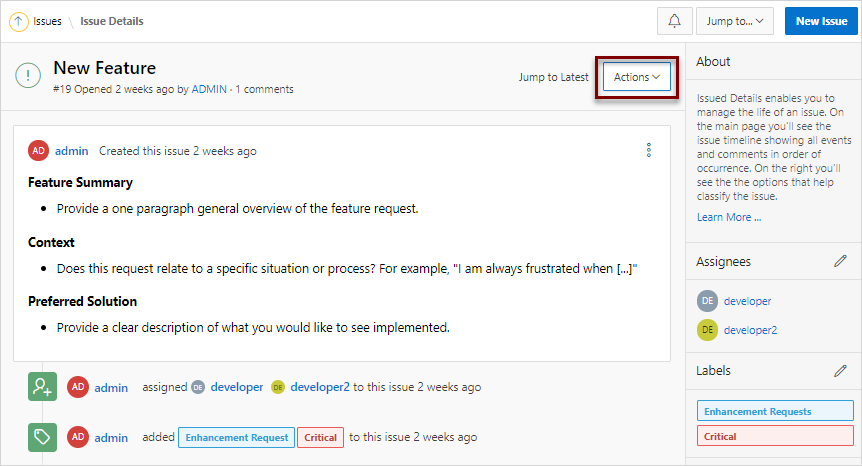 Issues \ Issue Details
Jump to...
New Issue
New Feature
#19 Opened 2 weeks ago by ADMIN · 1 comments
Jump to Latest
Actions
AD admin Created this issue 2 weeks ago
Feature Summary
• Provide a one paragraph general overview of the feature request.
Context
• Does this request relate to a specific situation or process? For example, "I am always frustrated when [...]"
Preferred Solution
• Provide a clear description of what you would like to see implemented.
AD admin assigned DE developer DE developer2 to this issue 2 weeks ago
AD admin added Enhancement Request Critical to this issue 2 weeks ago
About
Issued Details enables you to
manage the life of an issue. On
the main page you'll see the
issue timeline showing all events
and comments in order of
occurrence. On the right you'll
see the the options that help
classify the issue.
Learn More ...
Assignees
DE developer
DE developer2
Labels
Enhancement Requests
Critical